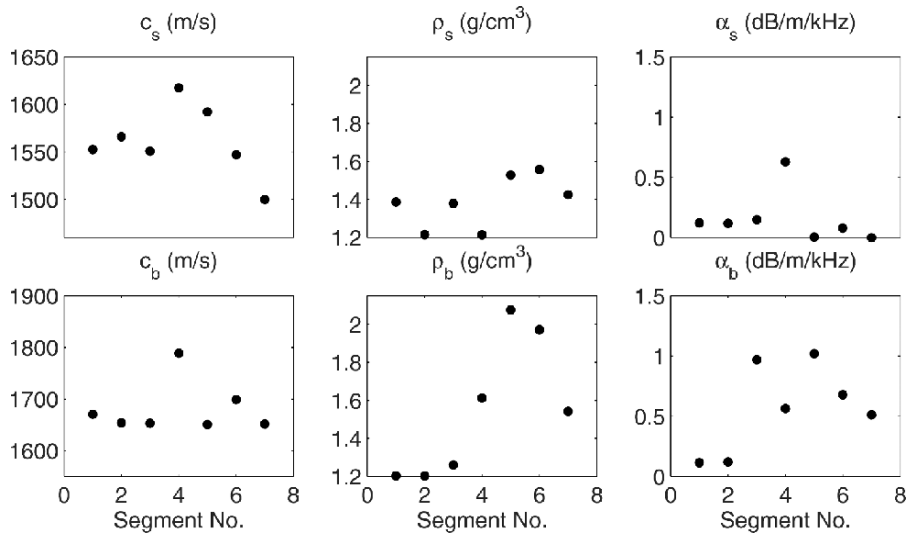 c_s (m/s)
ρ_s (g/cm³)
α_s (dB/m/kHz)
1650
1600
1550
1500
2
1.8
1.6
1.4
1.2
1.5
1
0.5
0
c_b (m/s)
ρ_b (g/cm³)
α_b (dB/m/kHz)
1900
1800
1700
1600
2
1.8
1.6
1.4
1.2
1.5
1
0.5
0
0 2 4 6 8
0 2 4 6 8
0 2 4 6 8
Segment No.
Segment No.
Segment No.